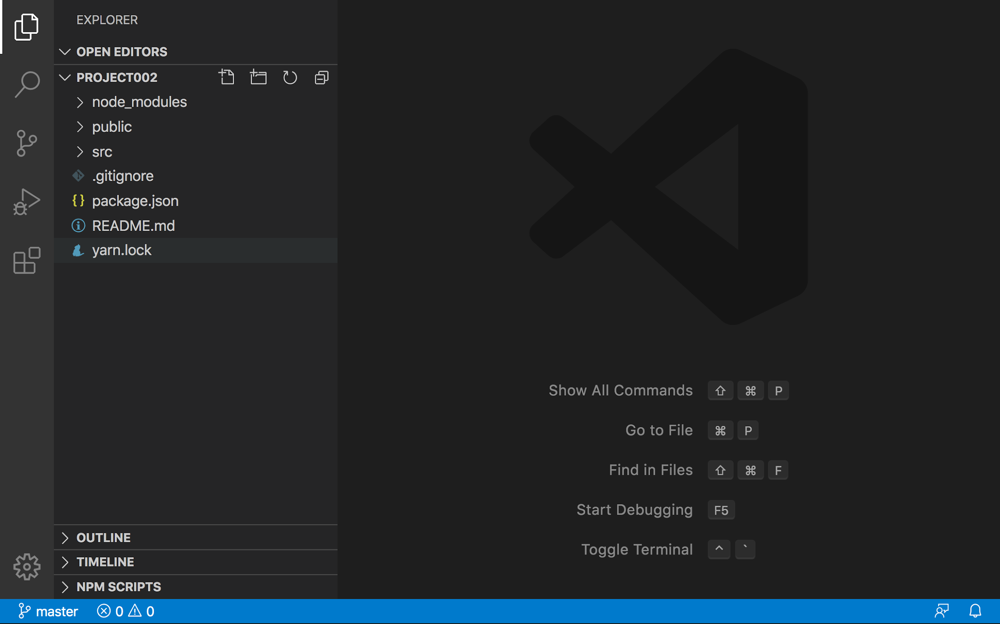 EXPLORER
OPEN EDITORS
PROJECT002
node_modules
public
src
.gitignore
{} package.json
README.md
yarn.lock
OUTLINE
TIMELINE
NPM SCRIPTS
Show All Commands ⇧ ⌘ P
Go to File ⌘ P
Find in Files ⇧ ⌘ F
Start Debugging F5
Toggle Terminal ^ `
master 0 0